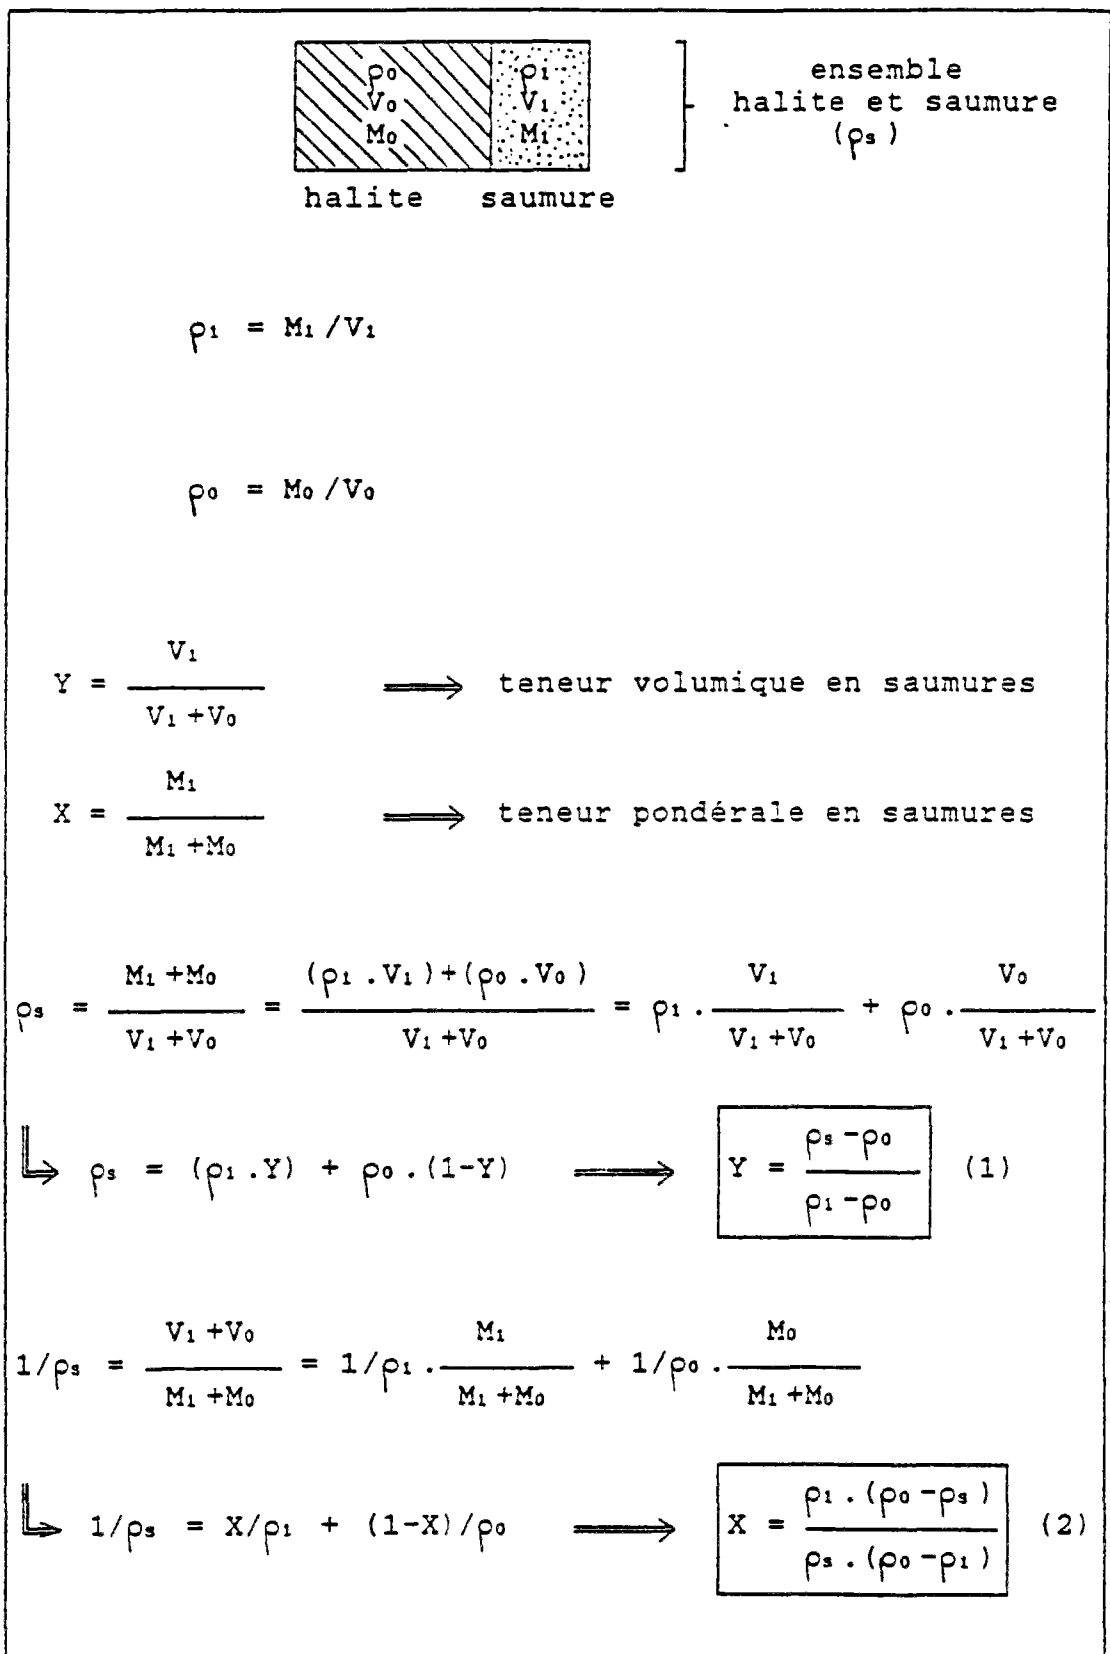 ρ₀ ρ₁
V₀ V₁
M₀ M₁
halite saumure
ensemble
halite et saumure
(ρs)
ρ₁ = M₁/V₁
ρ₀ = M₀/V₀
Y = V₁ / V₁+V₀ ⟹ teneur volumique en saumures
X = M₁ / M₁+M₀ ⟹ teneur pondérale en saumures
ρs = M₁+M₀ / V₁+V₀ = (ρ₁.V₁)+(ρ₀.V₀) / V₁+V₀ = ρ₁. V₁ / V₁+V₀ + ρ₀. V₀ / V₁+V₀
ρs = (ρ₁.Y) + ρ₀.(1-Y) ⟹ Y = ρs-ρ₀ / ρ₁-ρ₀ (1)
1/ρs = V₁+V₀ / M₁+M₀ = 1/ρ₁. M₁ / M₁+M₀ + 1/ρ₀. M₀ / M₁+M₀
1/ρs = X/ρ₁ + (1-X)/ρ₀ ⟹ X = ρ₁.(ρ₀-ρs) / ρs.(ρ₀-ρ₁) (2)